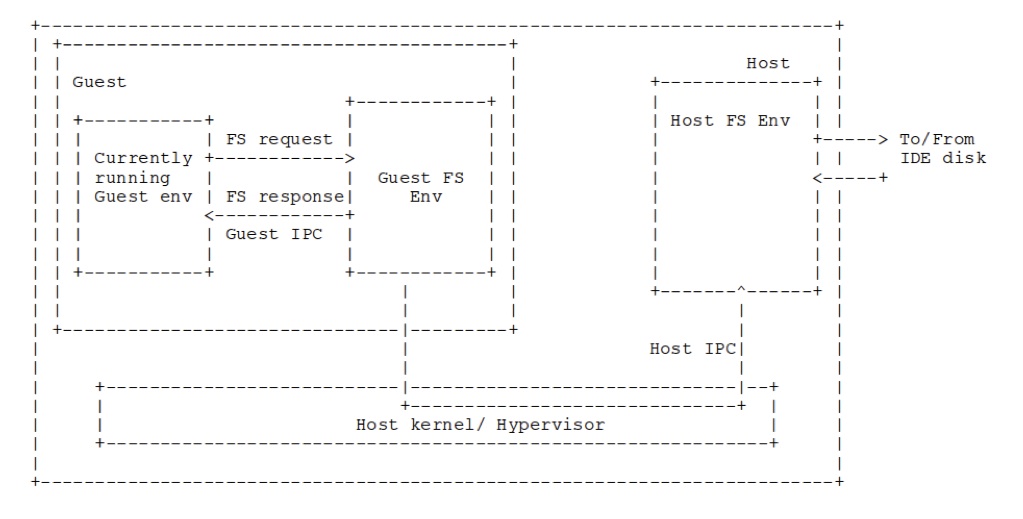 Host
Guest
Host FS Env
FS request
To/From
IDE disk
Currently
running
Guest env
Guest FS
Env
FS response
Guest IPC
Host IPC
Host kernel/ Hypervisor